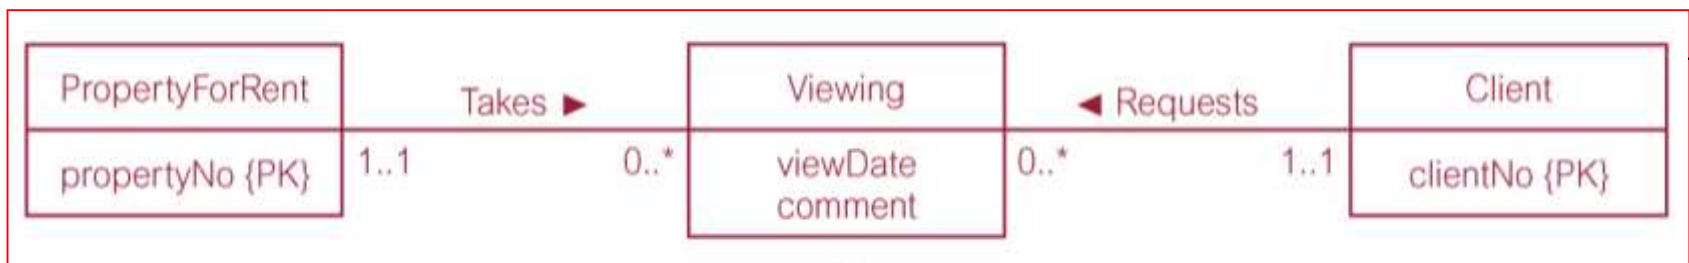 PropertyForRent
propertyNo {PK}
Takes ►
1..1
0..*
Viewing
viewDate
comment
◄ Requests
0..*
1..1
Client
clientNo {PK}